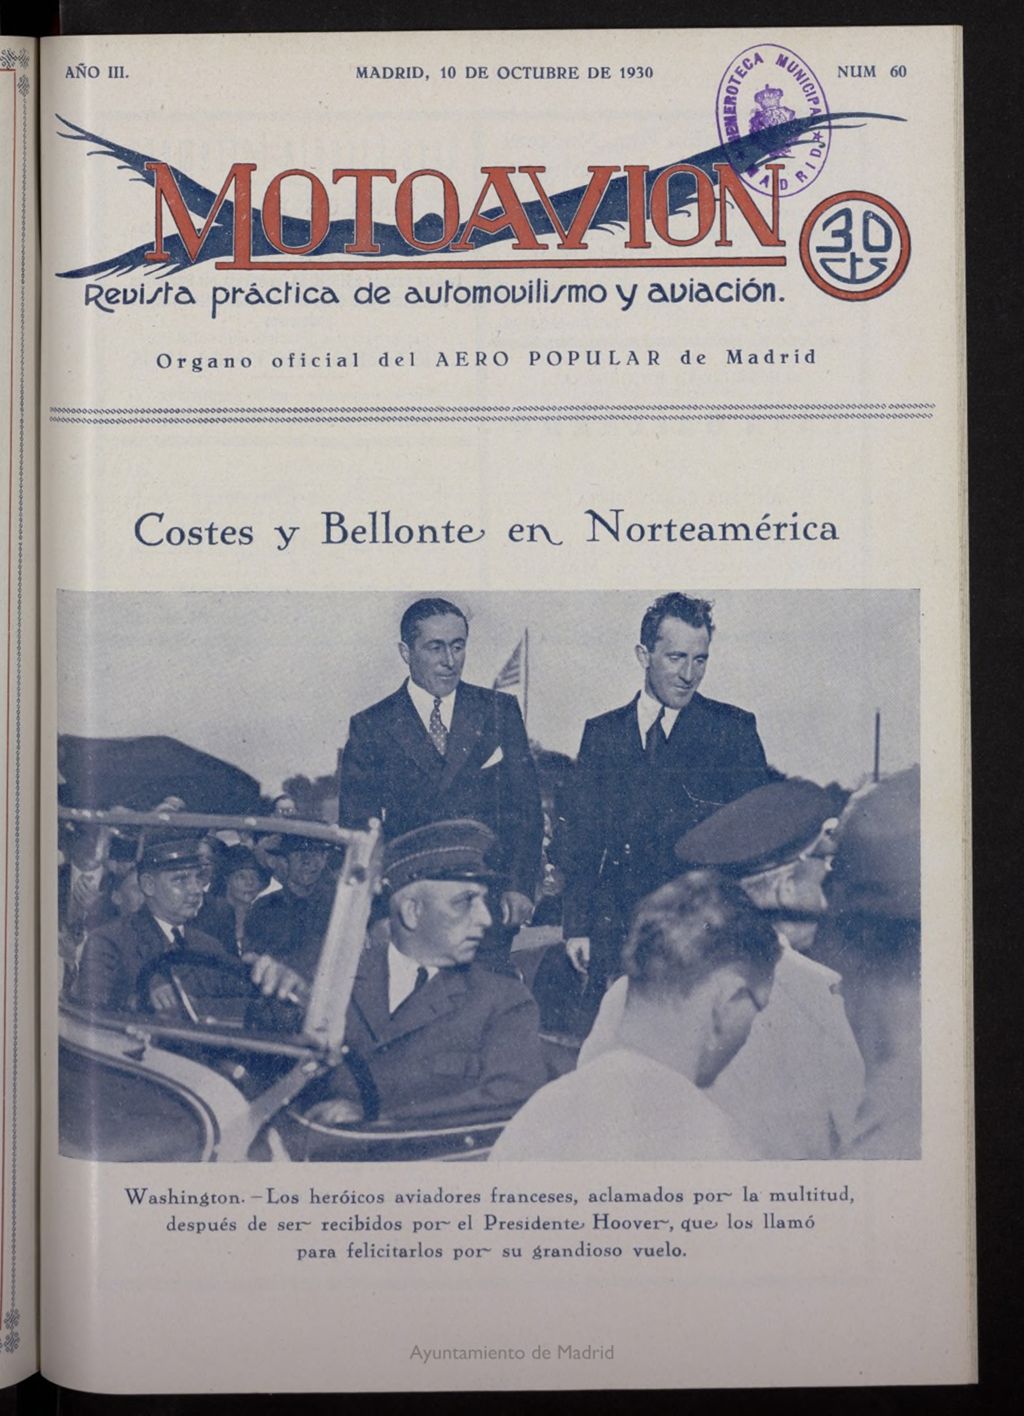 AÑO III.
MADRID, 10 DE OCTUBRE DE 1930
NUM 60
HEMEROTECA MUNICIPAL
MADRID
MOTOAVION
30 cts
Revista práctica de automovilismo y aviación.
Organo oficial del AERO POPULAR de Madrid
Costes y Bellonte en Norteamérica
Washington. — Los heróicos aviadores franceses, aclamados por la multitud,
después de ser recibidos por el Presidente Hoover, que los llamó
para felicitarlos por su grandioso vuelo.
Ayuntamiento de Madrid